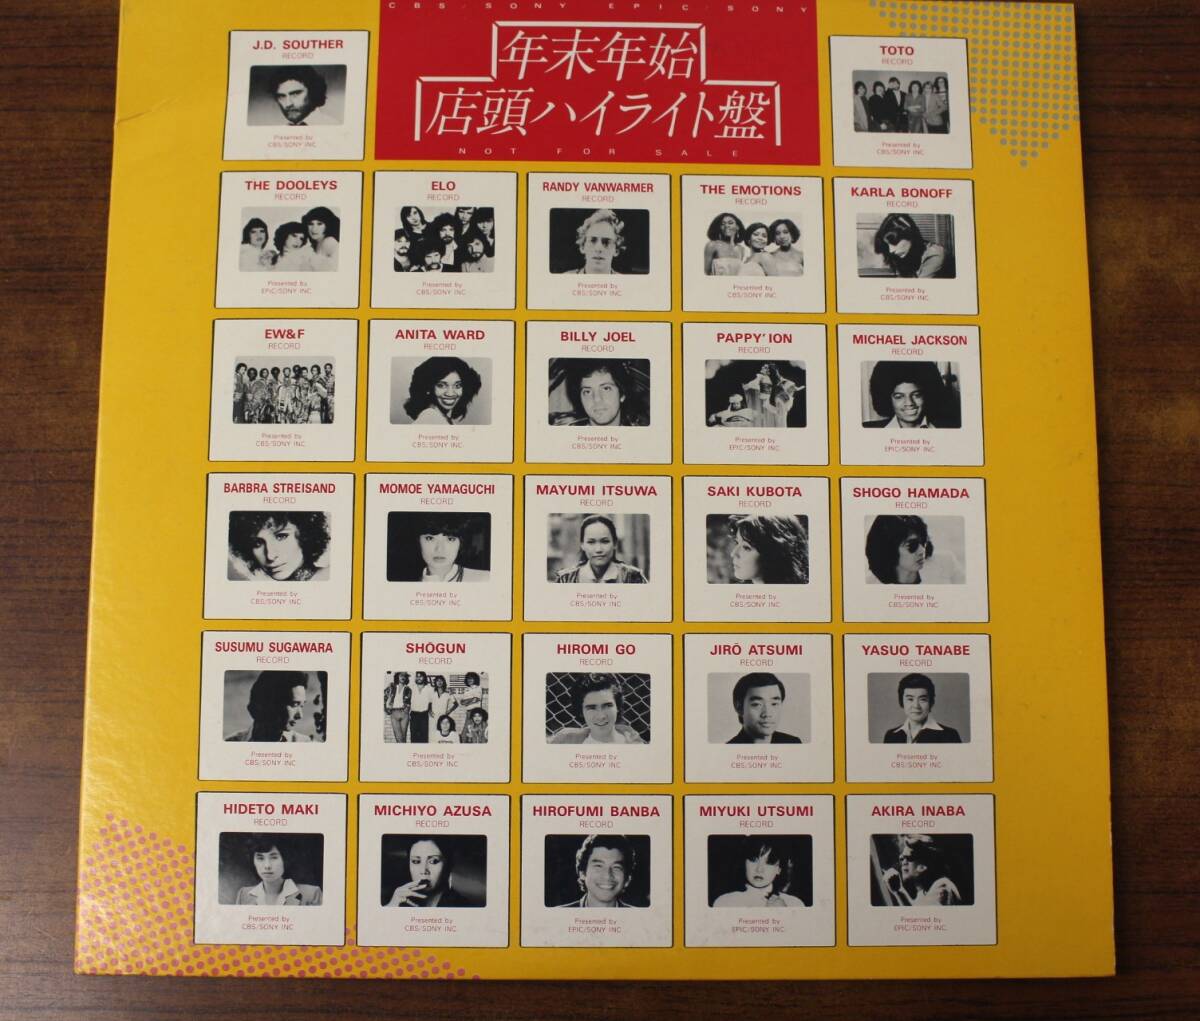 CBS・SONY EPIC・SONY
年末年始
店頭ハイライト盤
NOT FOR SALE
J.D. SOUTHER
RECORD
Presented by
CBS/SONY INC.
TOTO
RECORD
Presented by
CBS/SONY INC.
THE DOOLEYS
RECORD
Presented by
EPIC/SONY INC.
ELO
RECORD
Presented by
CBS/SONY INC.
RANDY VANWARMER
RECORD
Presented by
CBS/SONY INC.
THE EMOTIONS
RECORD
Presented by
CBS/SONY INC.
KARLA BONOFF
RECORD
Presented by
CBS/SONY INC.
EW&F
RECORD
Presented by
CBS/SONY INC.
ANITA WARD
RECORD
Presented by
CBS/SONY INC.
BILLY JOEL
RECORD
Presented by
CBS/SONY INC.
PAPPY'ION
RECORD
Presented by
EPIC/SONY INC.
MICHAEL JACKSON
RECORD
Presented by
EPIC/SONY INC.
BARBRA STREISAND
RECORD
Presented by
CBS/SONY INC.
MOMOE YAMAGUCHI
RECORD
Presented by
CBS/SONY INC.
MAYUMI ITSUWA
RECORD
Presented by
CBS/SONY INC.
SAKI KUBOTA
RECORD
Presented by
CBS/SONY INC.
SHOGO HAMADA
RECORD
Presented by
CBS/SONY INC.
SUSUMU SUGAWARA
RECORD
Presented by
CBS/SONY INC.
SHŌGUN
RECORD
Presented by
CBS/SONY INC.
HIROMI GO
RECORD
Presented by
CBS/SONY INC.
JIRŌ ATSUMI
RECORD
Presented by
CBS/SONY INC.
YASUO TANABE
RECORD
Presented by
CBS/SONY INC.
HIDETO MAKI
RECORD
Presented by
CBS/SONY INC.
MICHIYO AZUSA
RECORD
Presented by
CBS/SONY INC.
HIROFUMI BANBA
RECORD
Presented by
EPIC/SONY INC.
MIYUKI UTSUMI
RECORD
Presented by
EPIC/SONY INC.
AKIRA INABA
RECORD
Presented by
EPIC/SONY INC.